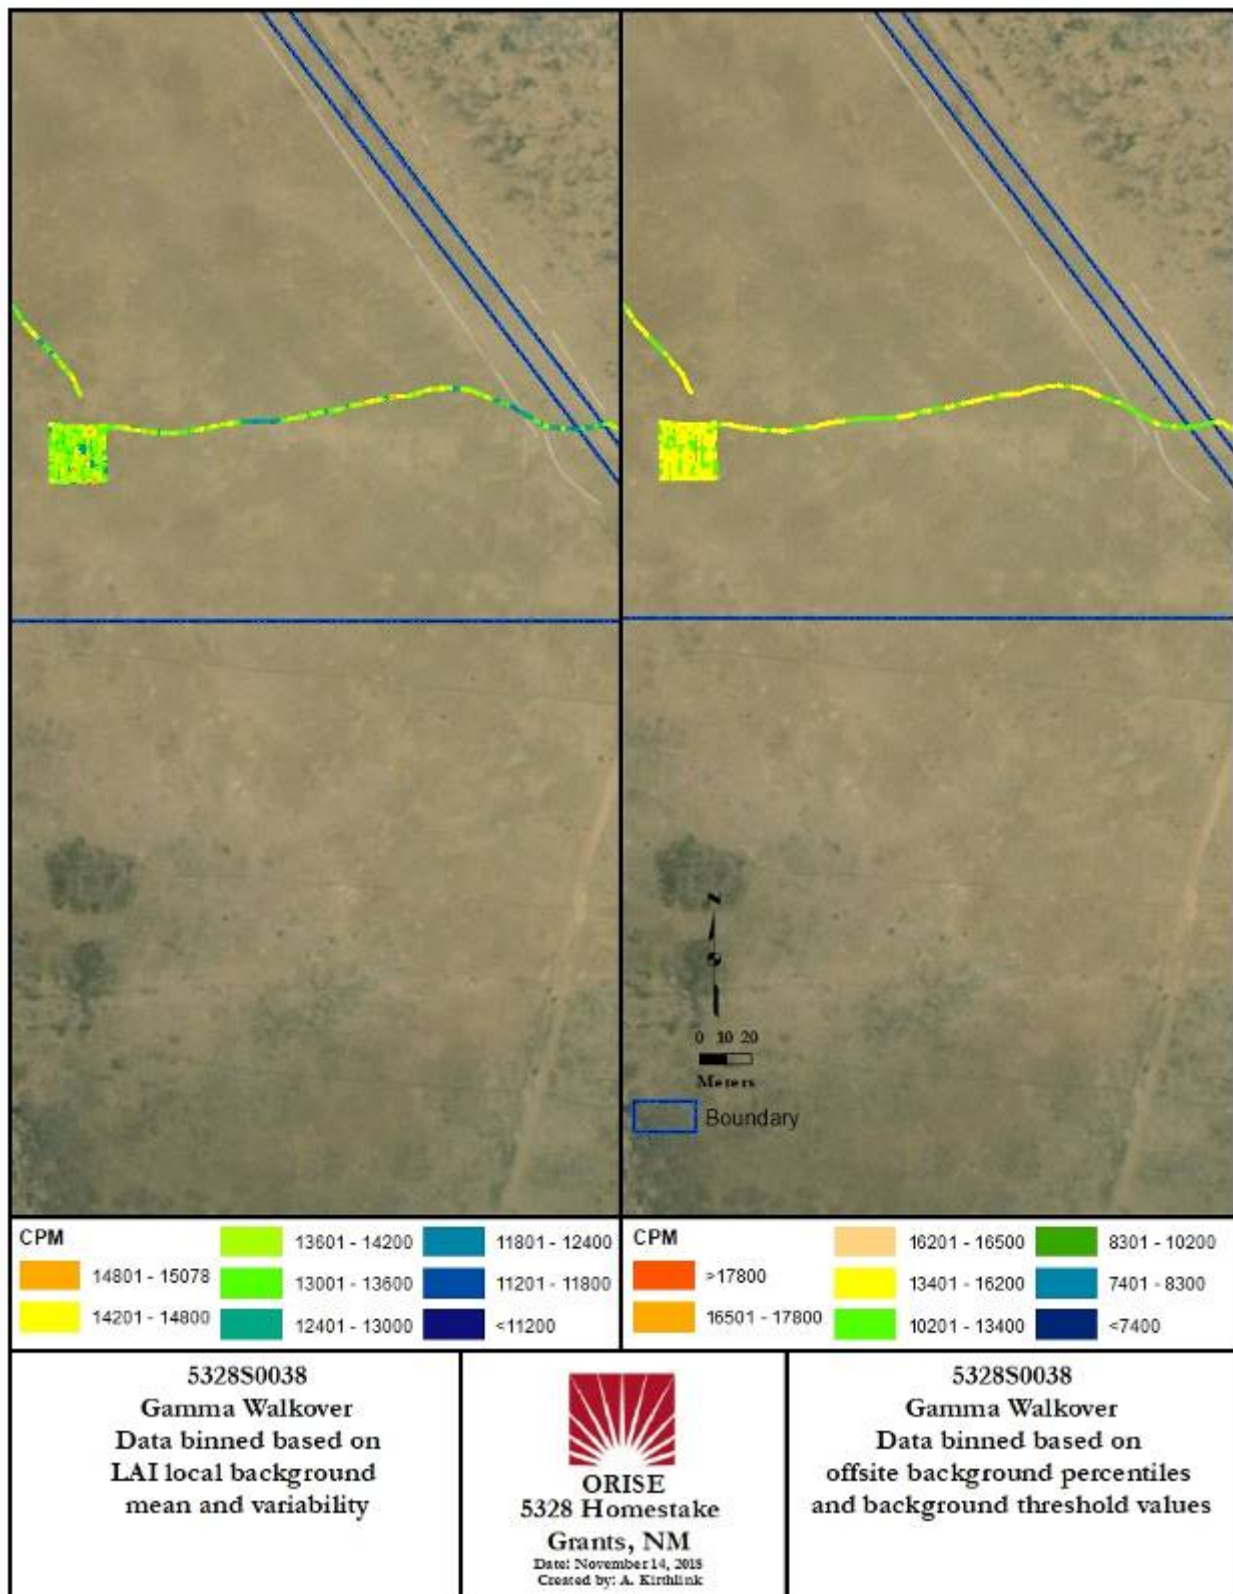 N
0 10 20
Meters
Boundary
CPM
14801 - 15078
14201 - 14800
13601 - 14200
13001 - 13600
12401 - 13000
11801 - 12400
11201 - 11800
<11200
CPM
>17800
16501 - 17800
16201 - 16500
13401 - 16200
10201 - 13400
8301 - 10200
7401 - 8300
<7400
5328S0038
Gamma Walkover
Data binned based on
LAI local background
mean and variability
ORISE
5328 Homestake
Grants, NM
Date: November 14, 2018
Created by: A. Kirthlink
5328S0038
Gamma Walkover
Data binned based on
offsite background percentiles
and background threshold values